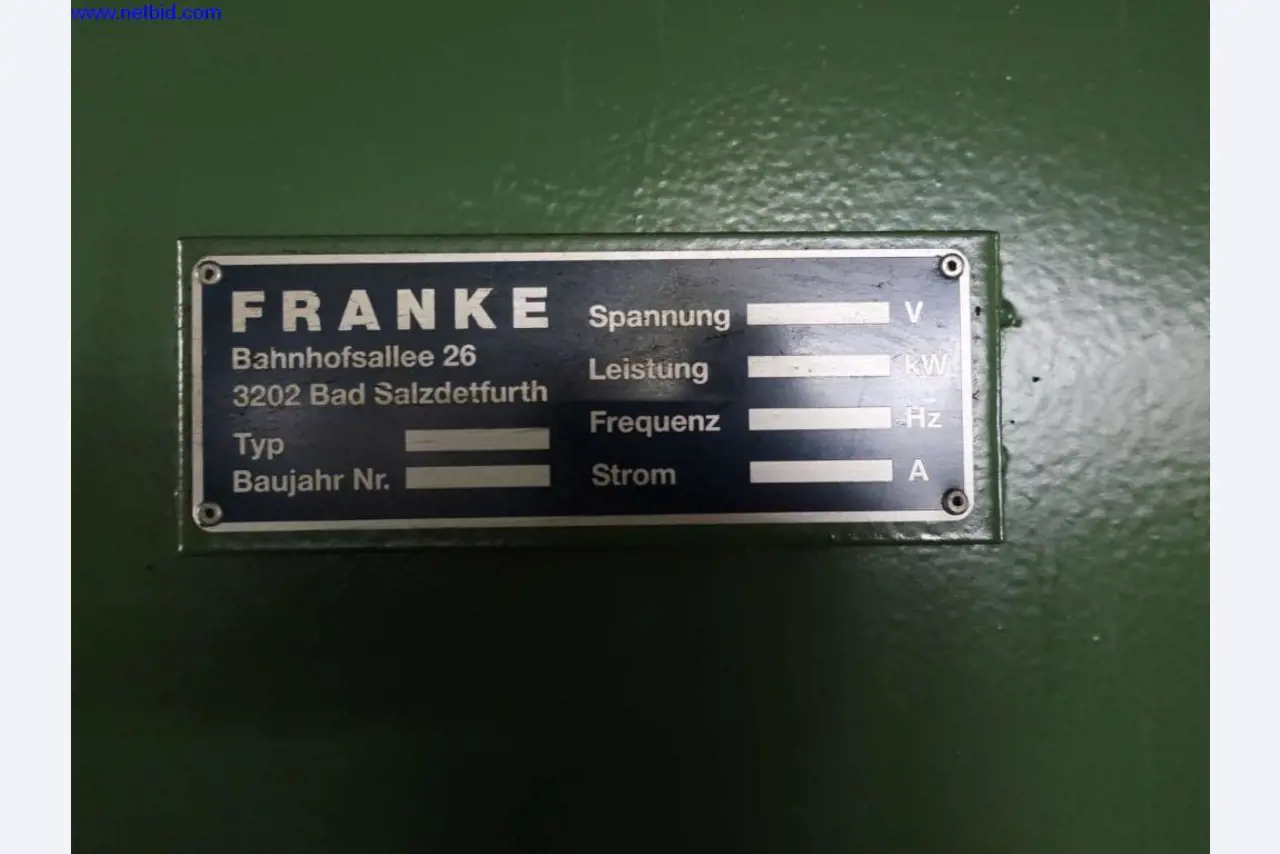 www.netbid.com
FRANKE
Bahnhofsallee 26
3202 Bad Salzdetfurth
Typ
Baujahr Nr.
Spannung V
Leistung kW
Frequenz Hz
Strom A